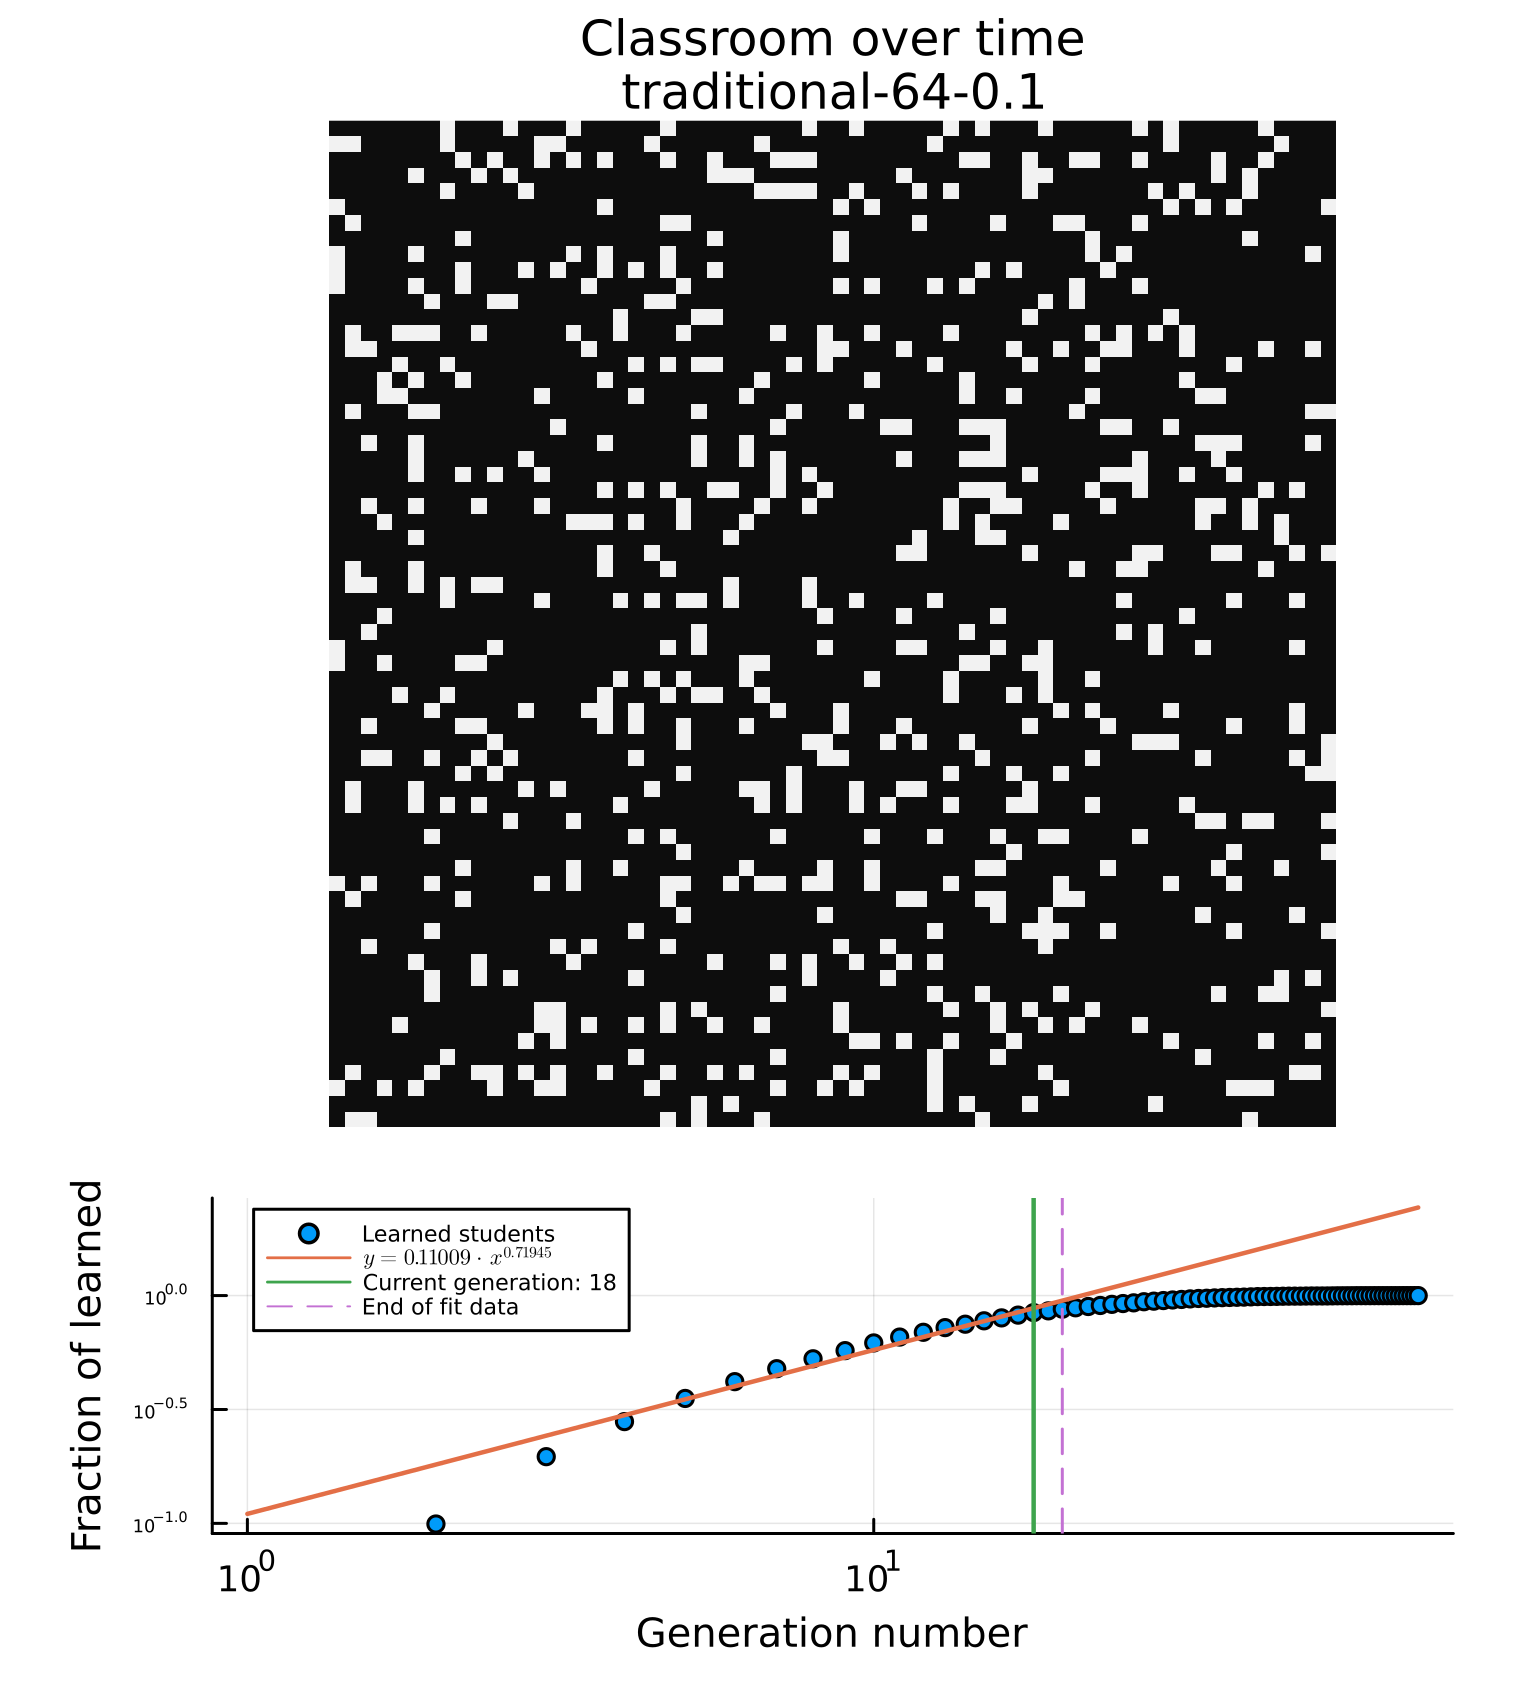 Classroom over time
traditional-64-0.1
Fraction of learned
Learned students
y = 0.11009 · x^0.71945
Current generation: 18
End of fit data
10^0.0
10^−0.5
10^−1.0
10^0 10^1
Generation number